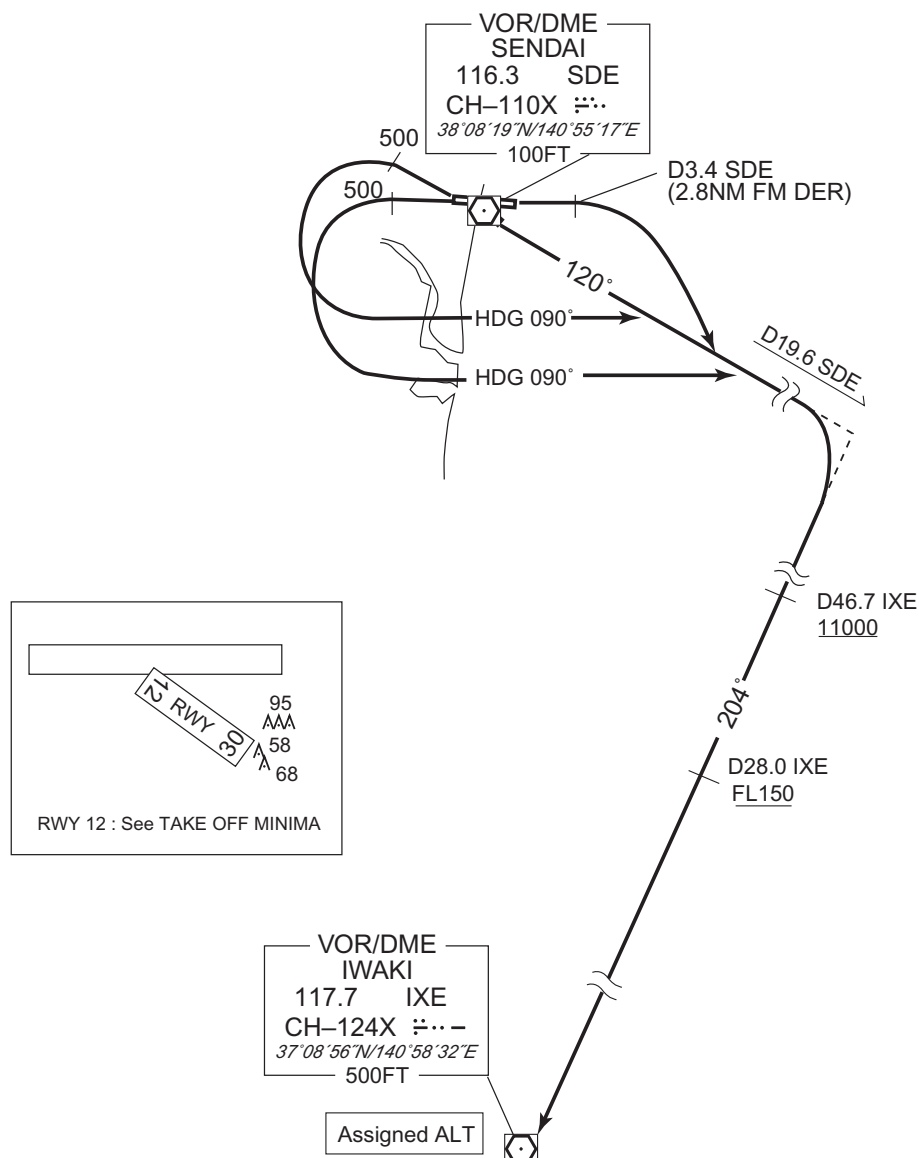 VOR/DME
SENDAI
116.3 SDE
CH–110X
38°08´19˝N/140°55´17˝E
100FT
500
500
D3.4 SDE
(2.8NM FM DER)
120°
HDG 090°
HDG 090°
D19.6 SDE
D46.7 IXE
11000
204°
D28.0 IXE
FL150
12 RWY 30
95
58
68
RWY 12 : See TAKE OFF MINIMA
VOR/DME
IWAKI
117.7 IXE
CH–124X
37°08´56˝N/140°58´32˝E
500FT
Assigned ALT